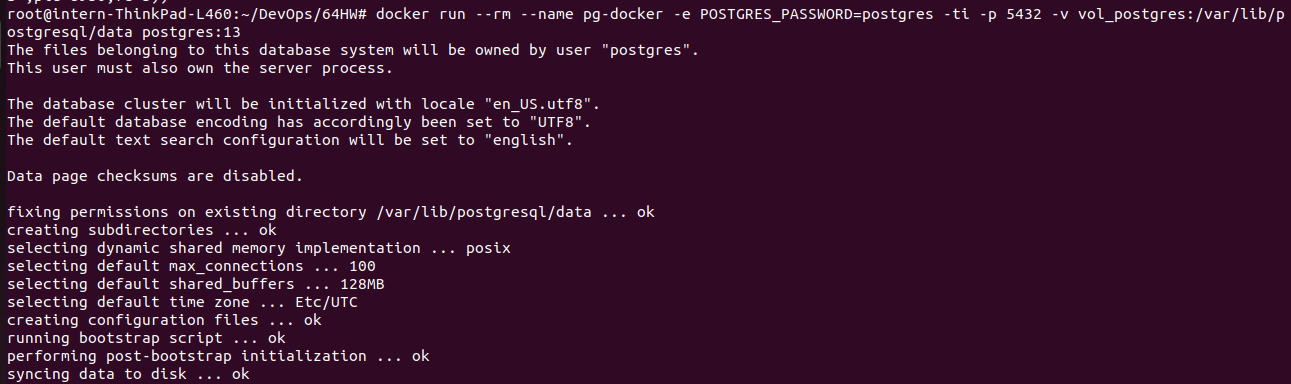 root@intern-ThinkPad-L460:~/DevOps/64HW# docker run --rm --name pg-docker -e POSTGRES_PASSWORD=postgres -ti -p 5432 -v vol_postgres:/var/lib/p
ostgresql/data postgres:13
The files belonging to this database system will be owned by user "postgres".
This user must also own the server process.

The database cluster will be initialized with locale "en_US.utf8".
The default database encoding has accordingly been set to "UTF8".
The default text search configuration will be set to "english".

Data page checksums are disabled.

fixing permissions on existing directory /var/lib/postgresql/data ... ok
creating subdirectories ... ok
selecting dynamic shared memory implementation ... posix
selecting default max_connections ... 100
selecting default shared_buffers ... 128MB
selecting default time zone ... Etc/UTC
creating configuration files ... ok
running bootstrap script ... ok
performing post-bootstrap initialization ... ok
syncing data to disk ... ok